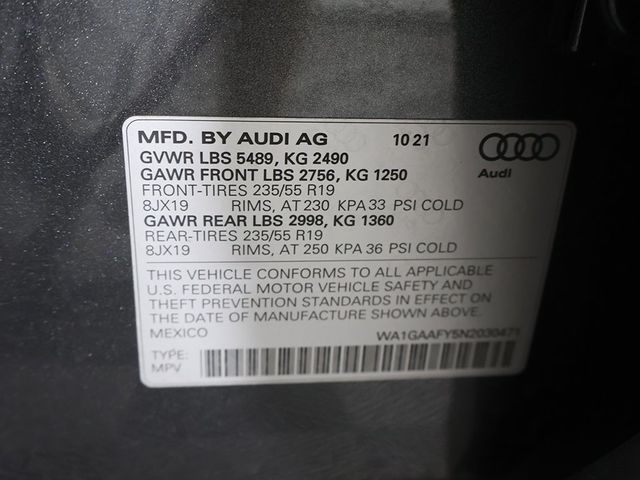 MFD. BY AUDI AG 10 21
GVWR LBS 5489, KG 2490
GAWR FRONT LBS 2756, KG 1250
Audi
FRONT-TIRES 235/55 R19
8JX19 RIMS, AT 230 KPA 33 PSI COLD
GAWR REAR LBS 2998, KG 1360
REAR-TIRES 235/55 R19
8JX19 RIMS, AT 250 KPA 36 PSI COLD
THIS VEHICLE CONFORMS TO ALL APPLICABLE
U.S. FEDERAL MOTOR VEHICLE SAFETY AND
THEFT PREVENTION STANDARDS IN EFFECT ON
THE DATE OF MANUFACTURE SHOWN ABOVE.
MEXICO WA1GAAFY5N2030471
TYPE:
MPV